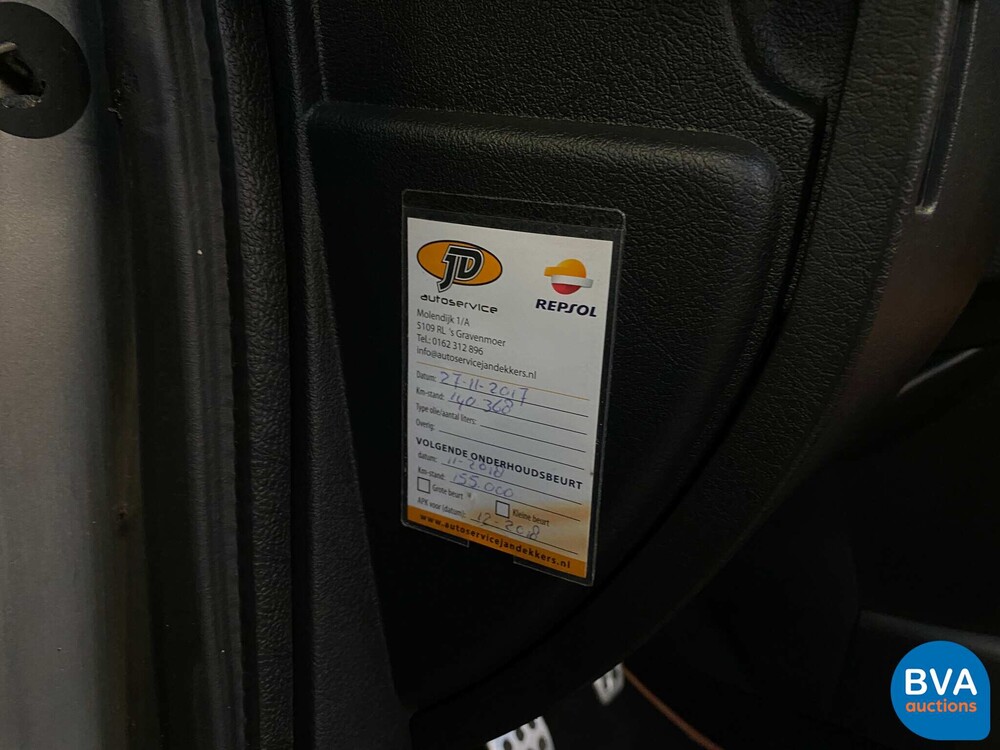 JD
autoservice
REPSOL
Molendijk 1/A
5109 RL 's Gravenmoer
Tel.: 0162 312 896
info@autoservicejandekkers.nl
Datum: 27-11-2017
Km-stand: 140.368
Type olie/aantal liters:
Overig:
VOLGENDE ONDERHOUDSBEURT
datum: 11-2018
Km-stand: 155.000
Grote beurt Kleine beurt
APK voor (datum): 12-2018
www.autoservicejandekkers.nl
BVA
auctions